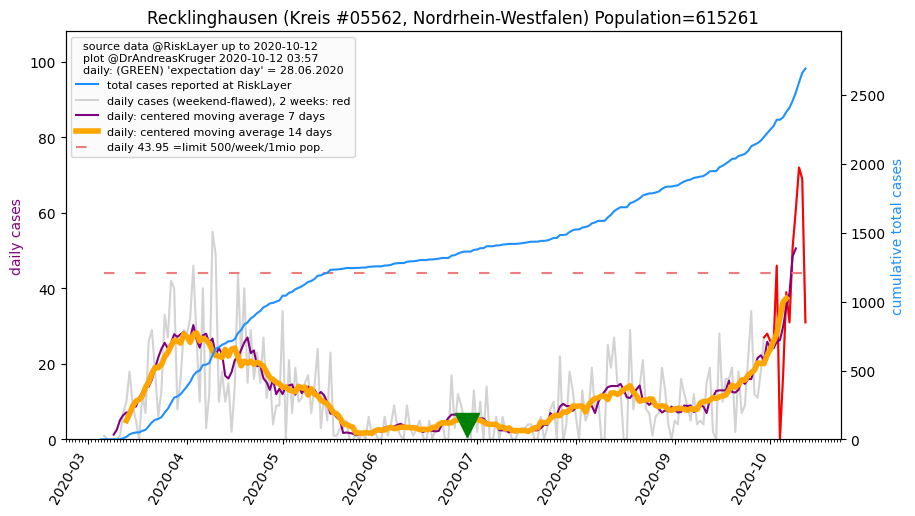 Recklinghausen (Kreis #05562, Nordrhein-Westfalen) Population=615261
source data @RiskLayer up to 2020-10-12
plot @DrAndreasKruger 2020-10-12 03:57
daily: (GREEN) 'expectation day' = 28.06.2020
total cases reported at RiskLayer
daily cases (weekend-flawed), 2 weeks: red
daily: centered moving average 7 days
daily: centered moving average 14 days
daily 43.95 =limit 500/week/1mio pop.
daily cases
100
80
60
40
20
0
cumulative total cases
2500
2000
1500
1000
500
0
2020-03
2020-04
2020-05
2020-06
2020-07
2020-08
2020-09
2020-10